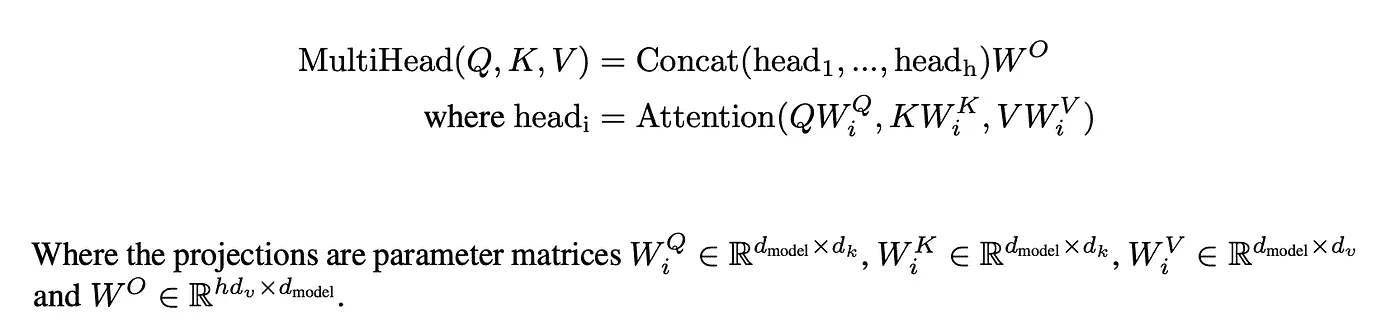 MultiHead(Q, K, V) = Concat(head₁, ..., headₕ)W^O
where headᵢ = Attention(QWᵢ^Q, KWᵢ^K, VWᵢ^V)
Where the projections are parameter matrices Wᵢ^Q ∈ ℝ^{d_model×d_k}, Wᵢ^K ∈ ℝ^{d_model×d_k}, Wᵢ^V ∈ ℝ^{d_model×d_v}
and W^O ∈ ℝ^{hd_v×d_model}.